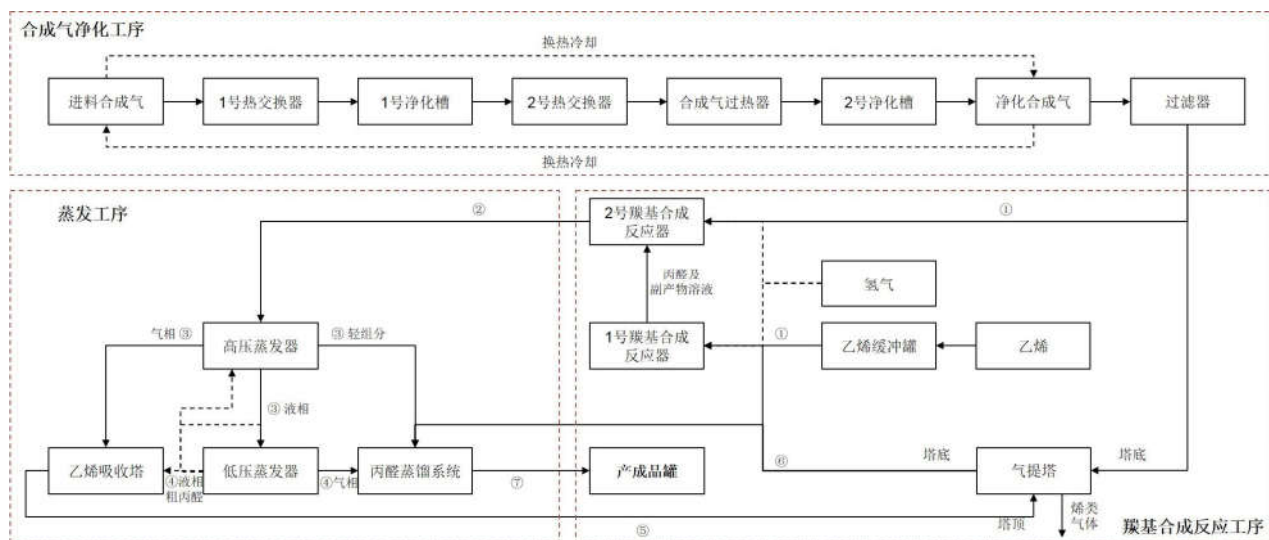 合成气净化工序
换热冷却
进料合成气
1号热交换器
1号净化槽
2号热交换器
合成气过热器
2号净化槽
净化合成气
过滤器
换热冷却
蒸发工序
②
2号羰基合成
反应器
①
丙醛及
副产物溶液
氢气
气相 ③
高压蒸发器
③ 轻组分
1号羰基合成
反应器
①
乙烯缓冲罐
乙烯
③ 液相
乙烯吸收塔
④液相
粗丙醛
低压蒸发器
④气相
丙醛蒸馏系统
⑦
产成品罐
⑥
塔底
气提塔
塔底
⑤
塔顶
烯类
气体
羰基合成反应工序